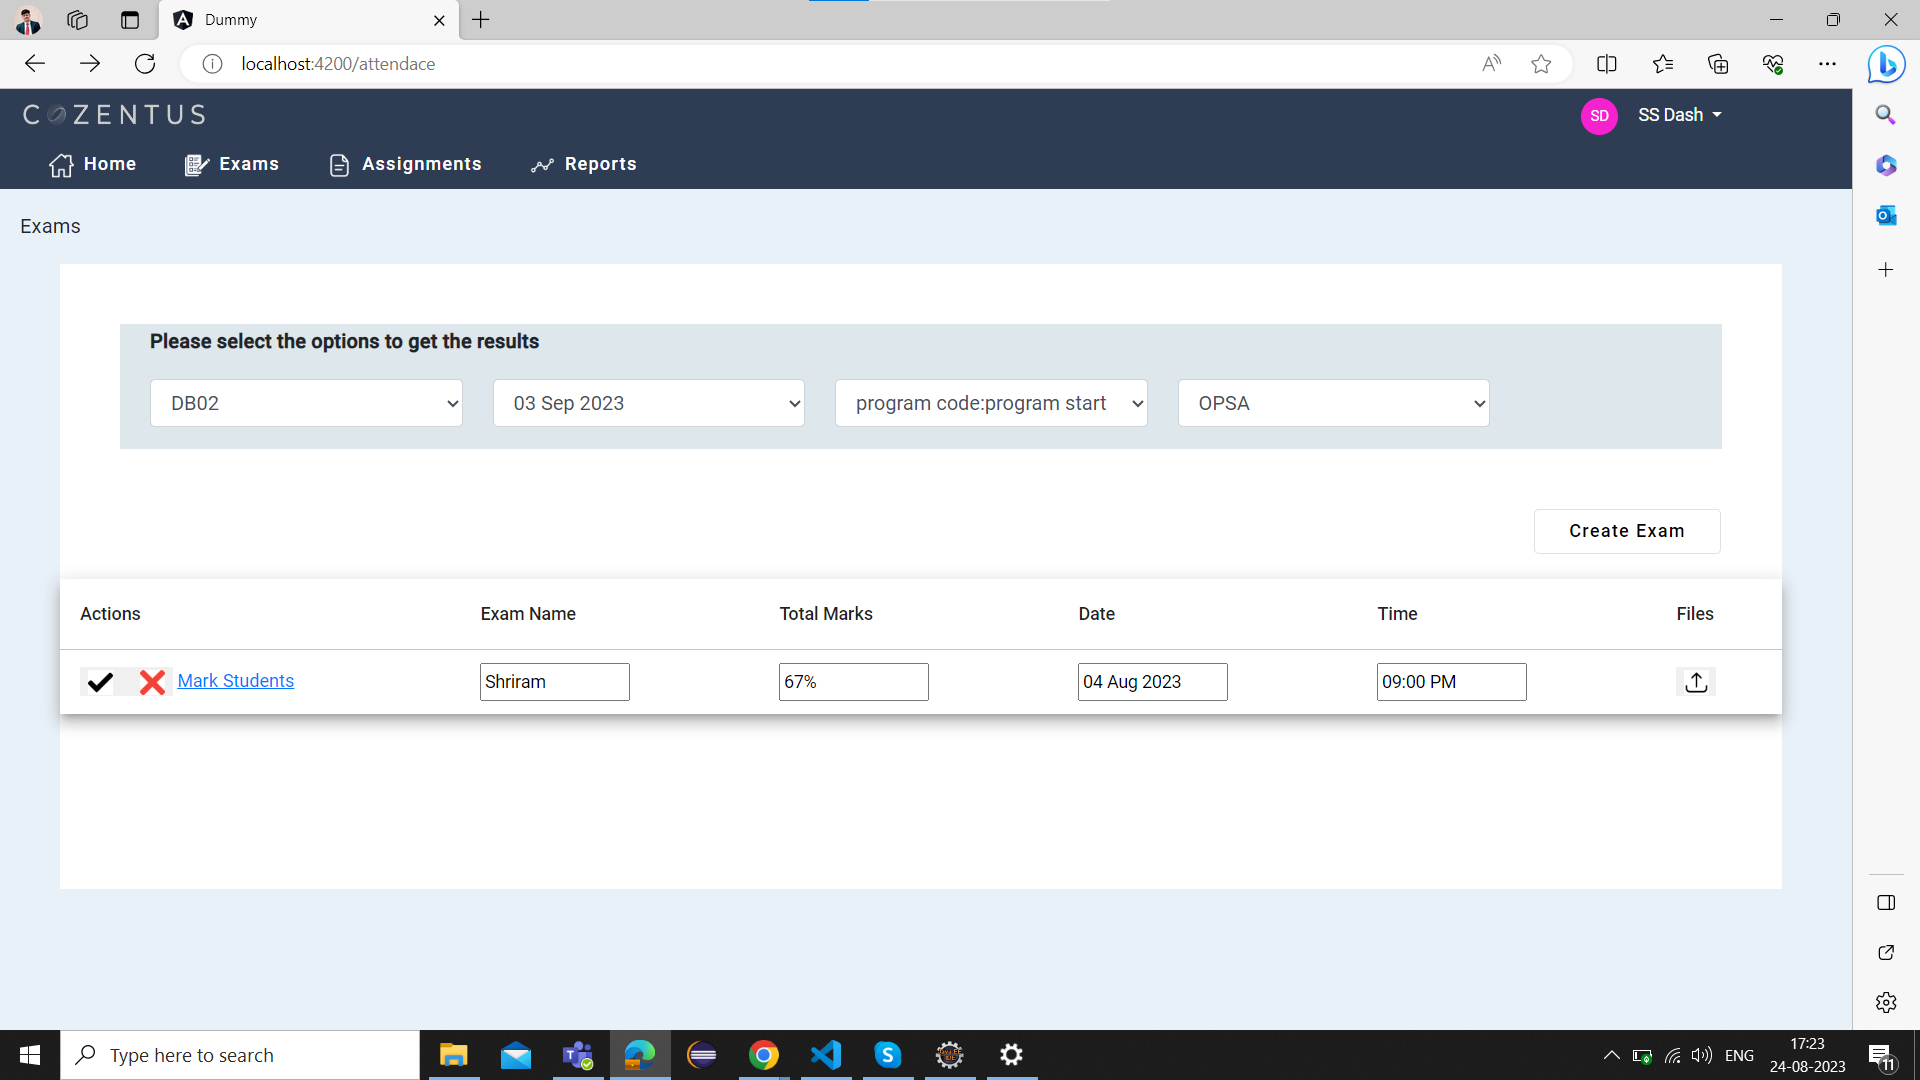 Dummy
localhost:4200/attendace
COZENTUS
SD SS Dash
Home Exams Assignments Reports
Exams
Please select the options to get the results
DB02 03 Sep 2023 program code:program start OPSA
Create Exam
Actions Exam Name Total Marks Date Time Files
Mark Students Shriram 67% 04 Aug 2023 09:00 PM
Type here to search
ENG
17:23
24-08-2023
11